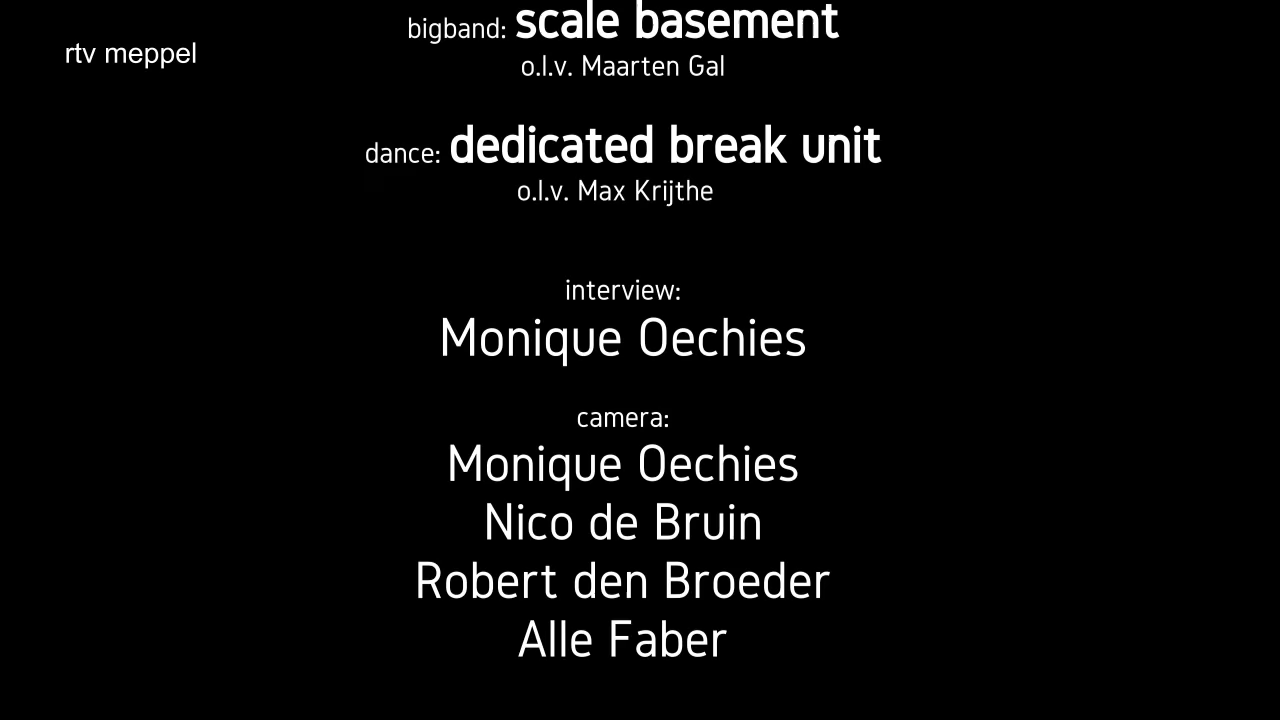 bigband: scale basement
rtv meppel
o.l.v. Maarten Gal
dance: dedicated break unit
o.l.v. Max Krijthe
interview:
Monique Oechies
camera:
Monique Oechies
Nico de Bruin
Robert den Broeder
Alle Faber